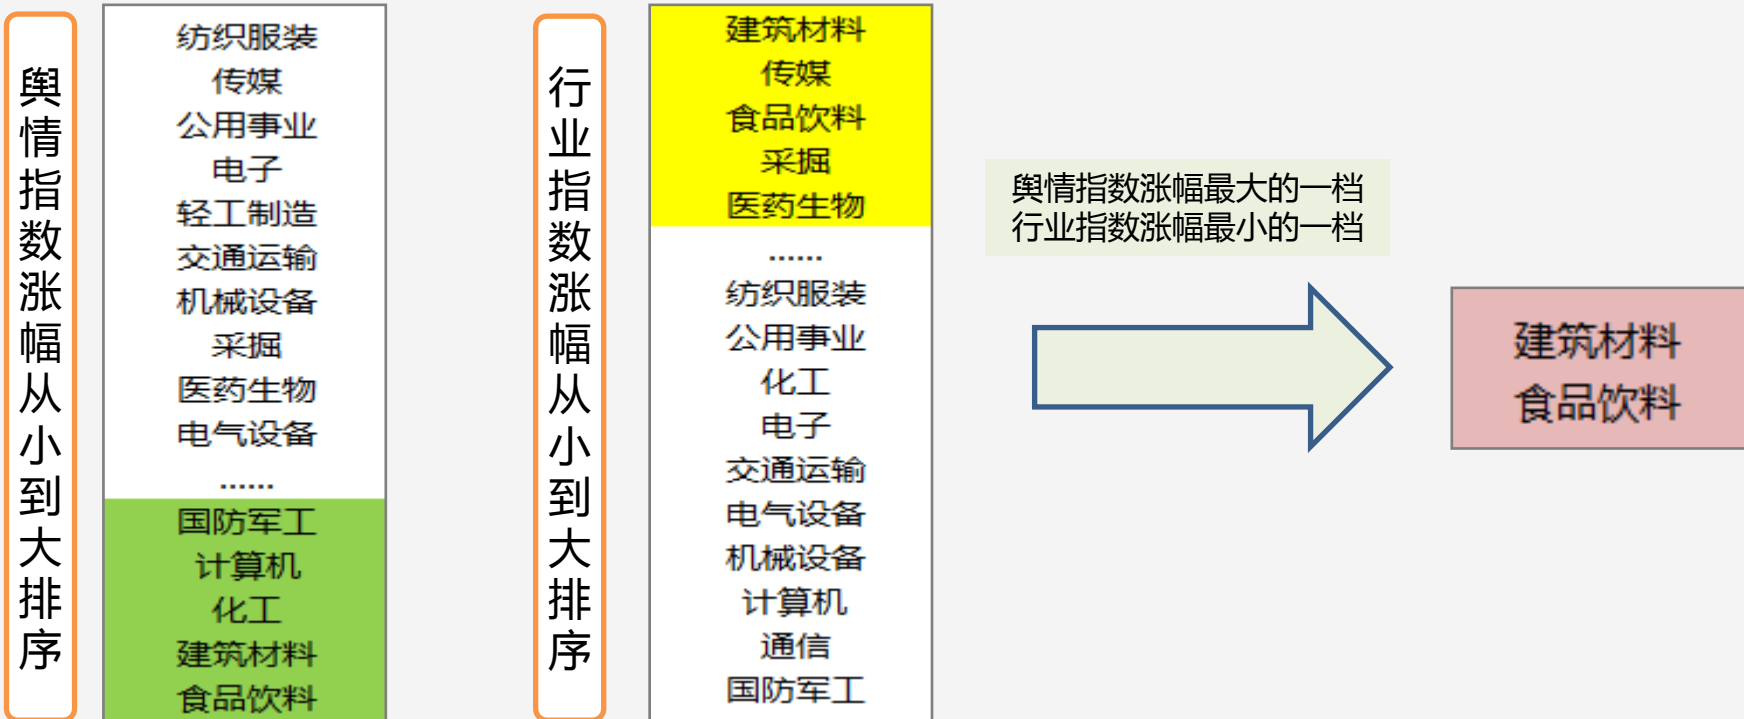 舆情指数涨幅从小到大排序
纺织服装
传媒
公用事业
电子
轻工制造
交通运输
机械设备
采掘
医药生物
电气设备
......
国防军工
计算机
化工
建筑材料
食品饮料
行业指数涨幅从小到大排序
建筑材料
传媒
食品饮料
采掘
医药生物
......
纺织服装
公用事业
化工
电子
交通运输
电气设备
机械设备
计算机
通信
国防军工
舆情指数涨幅最大的一档
行业指数涨幅最小的一档
建筑材料
食品饮料